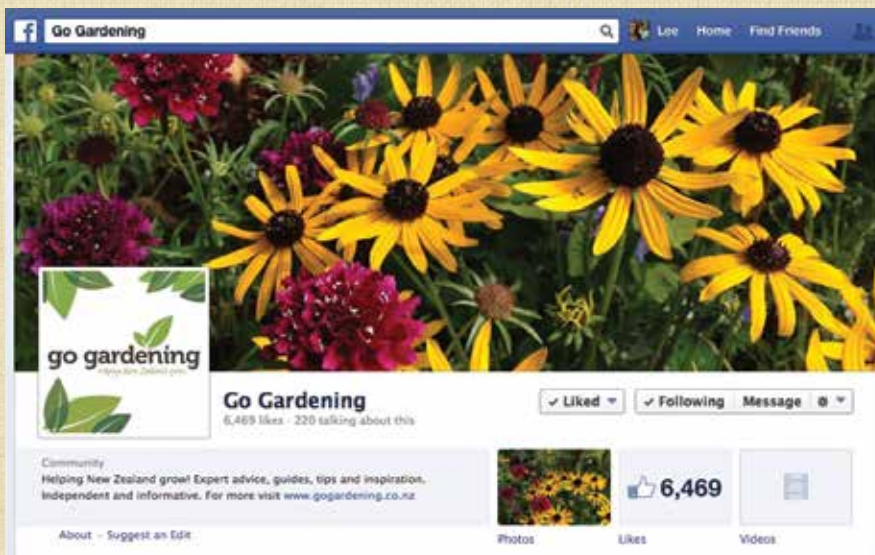 Go Gardening
Lee Home Find Friends
go gardening
Go Gardening
6,469 likes · 220 talking about this
✓ Liked
✓ Following Message
Community
Helping New Zealand grow! Expert advice, guides, tips and inspiration.
Independent and informative. For more visit www.gogardening.co.nz
6,469
About - Suggest an Edit
Photos
Likes
Videos